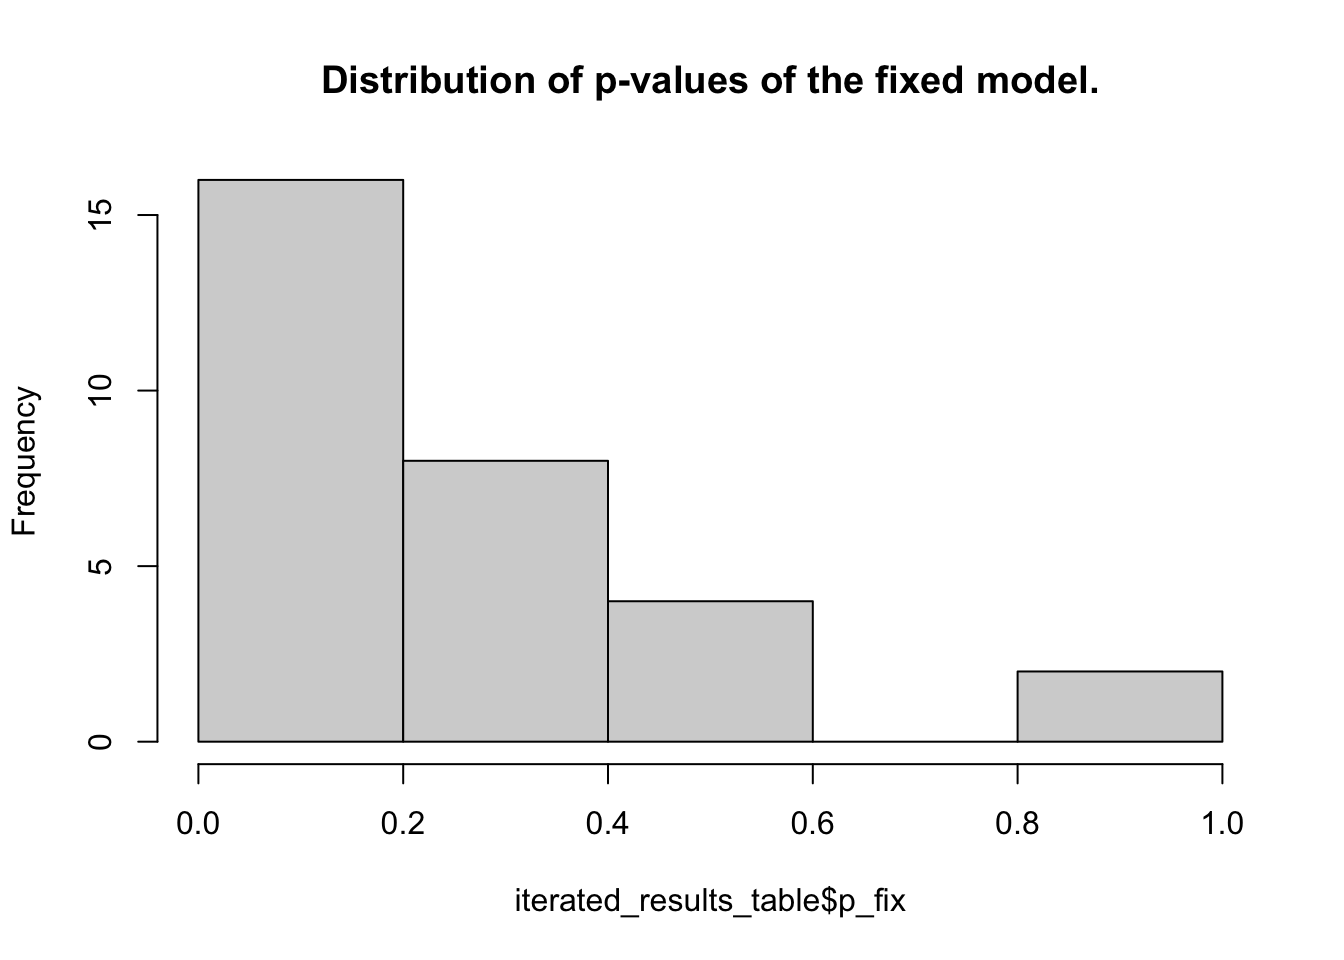 Distribution of p-values of the fixed model.
Frequency
15
10
5
0
0.0 0.2 0.4 0.6 0.8 1.0
iterated_results_table$p_fix